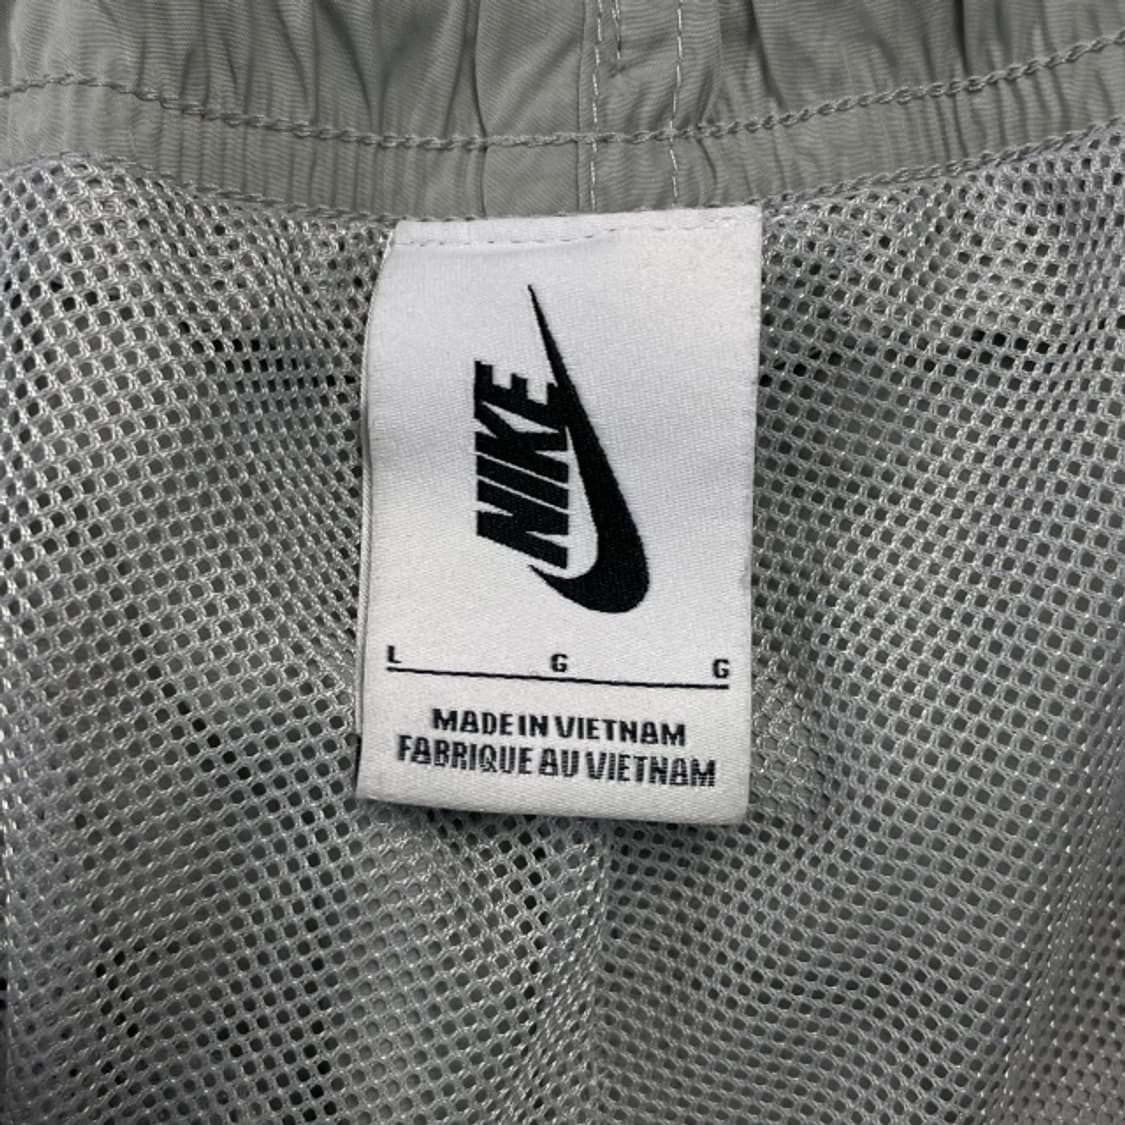 NIKE
L G G
MADE IN VIETNAM
FABRIQUE AU VIETNAM